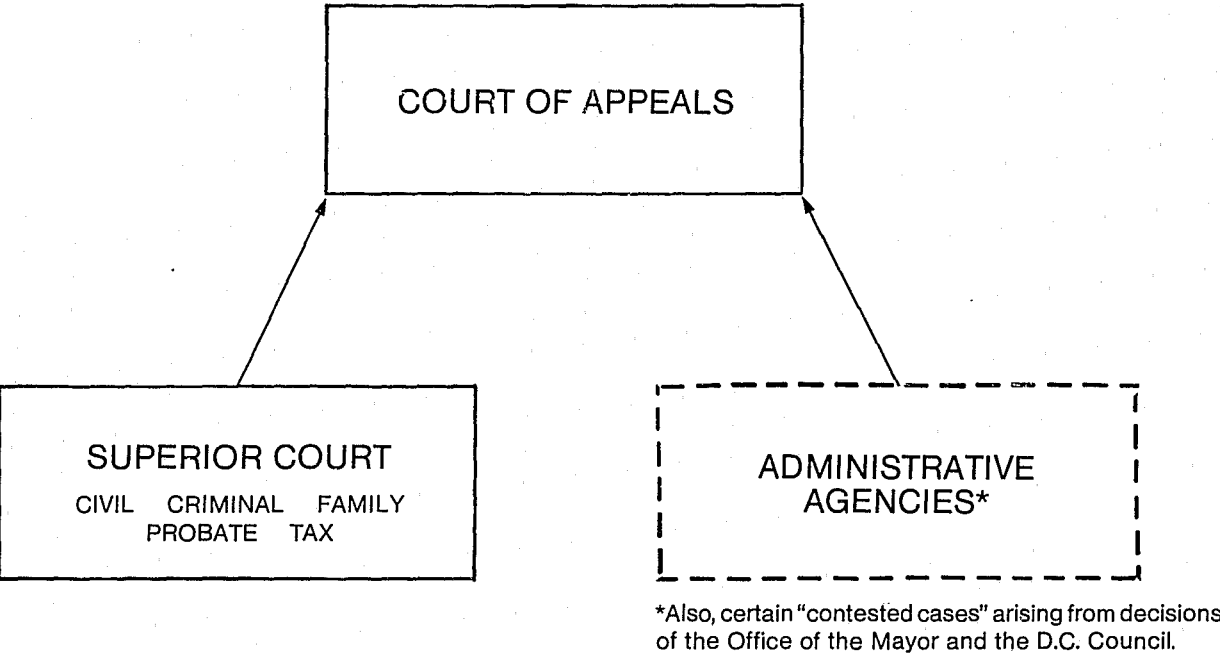 COURT OF APPEALS
SUPERIOR COURT
CIVIL CRIMINAL FAMILY
PROBATE TAX
ADMINISTRATIVE
AGENCIES*
*Also, certain “contested cases” arising from decisions
of the Office of the Mayor and the D.C. Council.